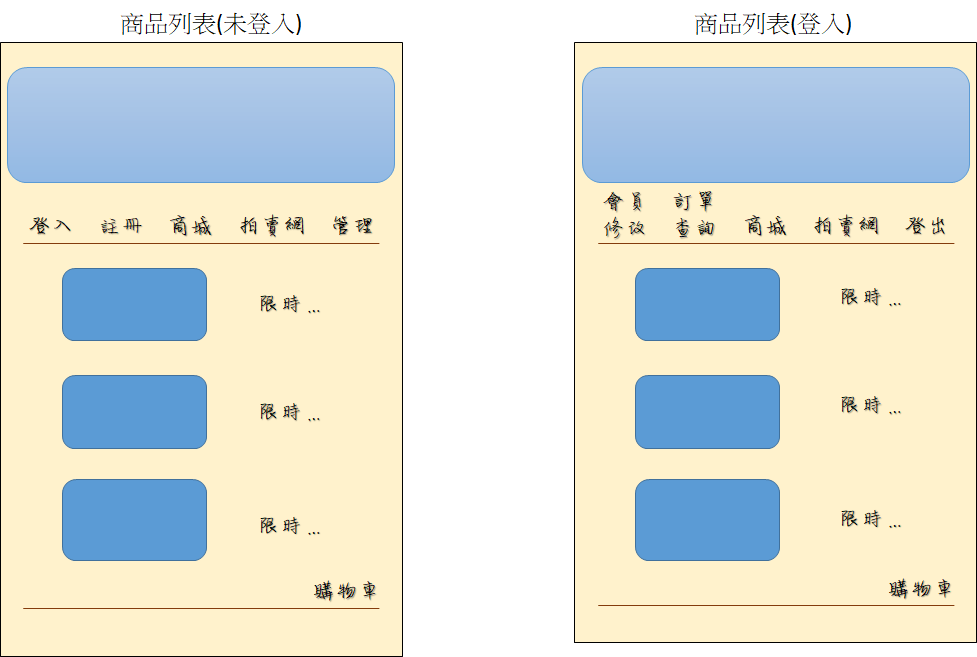 商品列表(未登入)
登入 註冊 商城 拍賣網 管理
限時...
限時...
限時...
購物車
商品列表(登入)
會員修改 訂單查詢 商城 拍賣網 登出
限時...
限時...
限時...
購物車